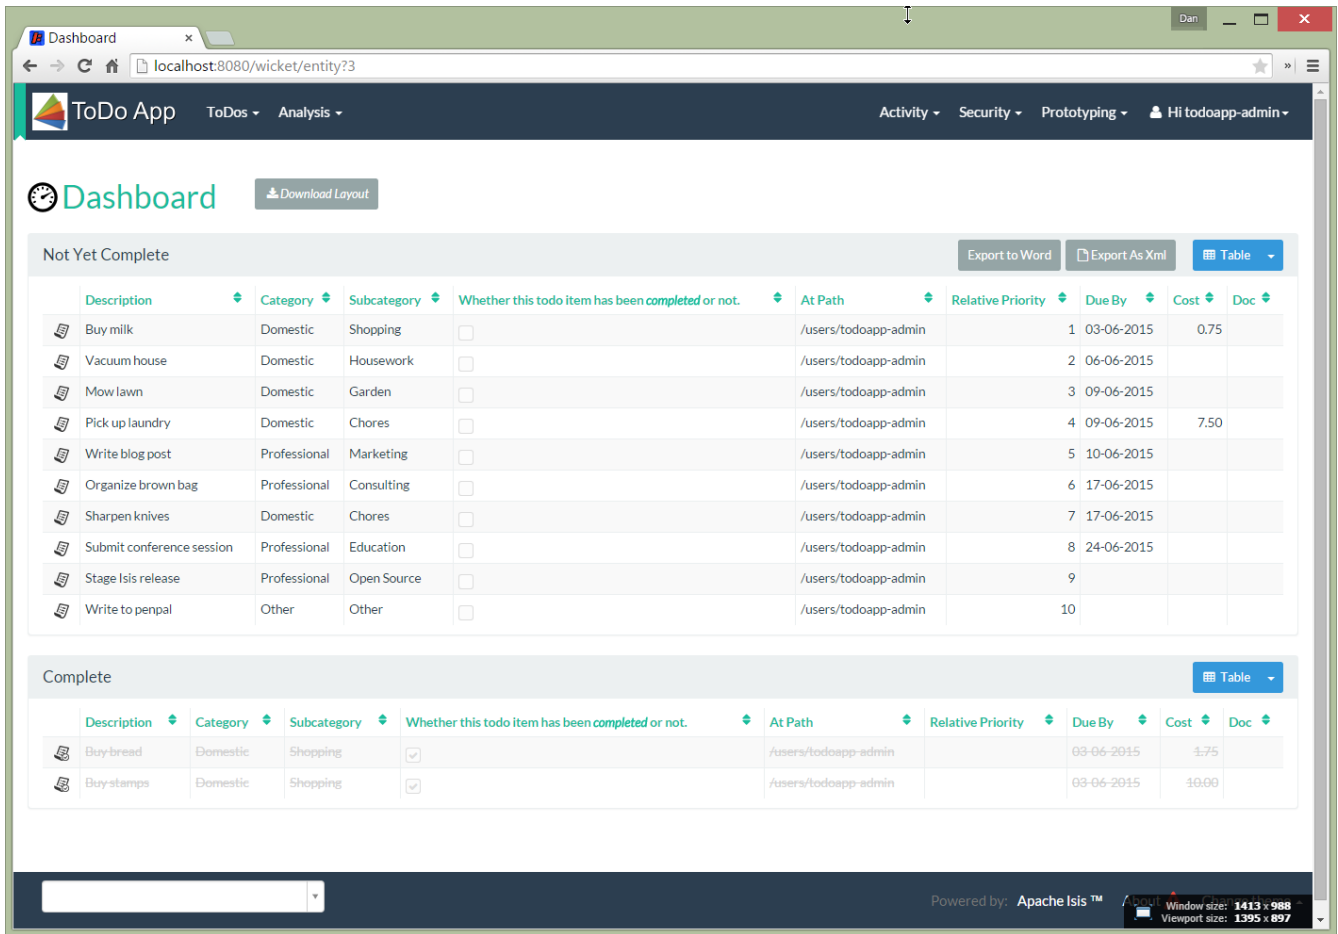 Dan
Dashboard
localhost:8080/wicket/entity?3
ToDo App ToDos Analysis Activity Security Prototyping Hi todoapp-admin
Dashboard Download Layout
Not Yet Complete Export to Word Export As Xml Table
Description Category Subcategory Whether this todo item has been completed or not. At Path Relative Priority Due By Cost Doc
Buy milk Domestic Shopping /users/todoapp-admin 1 03-06-2015 0.75
Vacuum house Domestic Housework /users/todoapp-admin 2 06-06-2015
Mow lawn Domestic Garden /users/todoapp-admin 3 09-06-2015
Pick up laundry Domestic Chores /users/todoapp-admin 4 09-06-2015 7.50
Write blog post Professional Marketing /users/todoapp-admin 5 10-06-2015
Organize brown bag Professional Consulting /users/todoapp-admin 6 17-06-2015
Sharpen knives Domestic Chores /users/todoapp-admin 7 17-06-2015
Submit conference session Professional Education /users/todoapp-admin 8 24-06-2015
Stage Isis release Professional Open Source /users/todoapp-admin 9
Write to penpal Other Other /users/todoapp-admin 10
Complete Table
Description Category Subcategory Whether this todo item has been completed or not. At Path Relative Priority Due By Cost Doc
Buy bread Domestic Shopping /users/todoapp-admin 03-06-2015 1.75
Buy stamps Domestic Shopping /users/todoapp-admin 03-06-2015 10.00
Powered by: Apache Isis ™ About
Window size: 1413 x 988
Viewport size: 1395 x 897